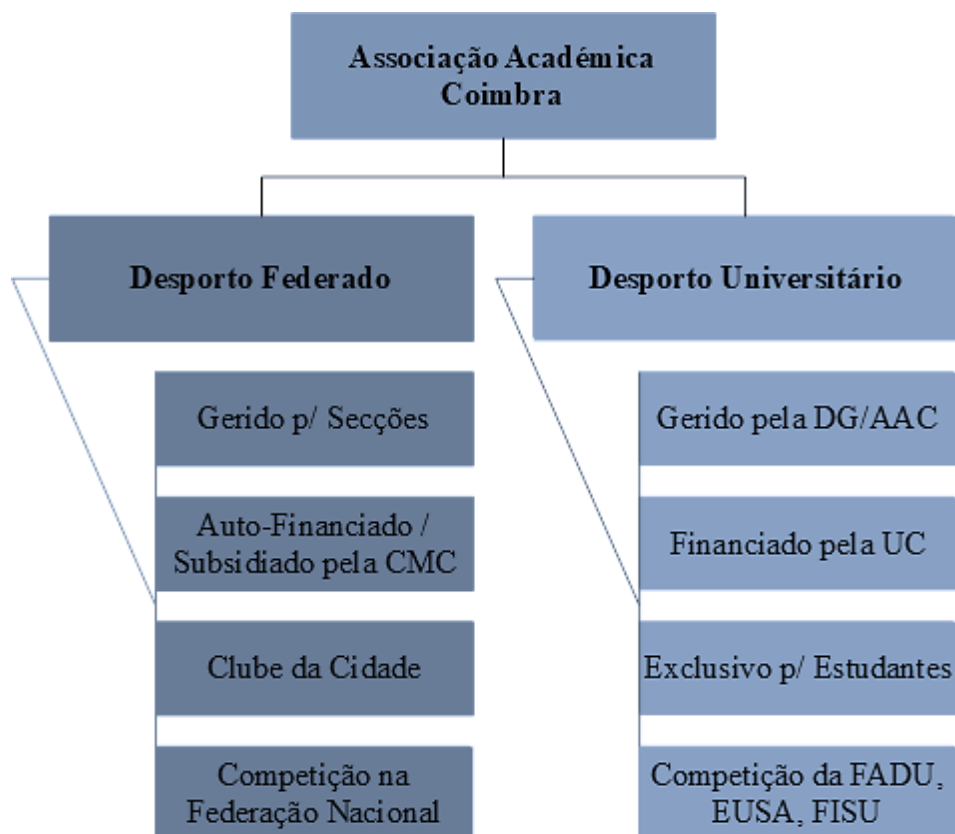 Associação Académica
Coimbra
Desporto Federado
Desporto Universitário
Gerido p/ Secções
Auto-Financiado /
Subsidiado pela CMC
Clube da Cidade
Competição na
Federação Nacional
Gerido pela DG/AAC
Financiado pela UC
Exclusivo p/ Estudantes
Competição da FADU,
EUSA, FISU